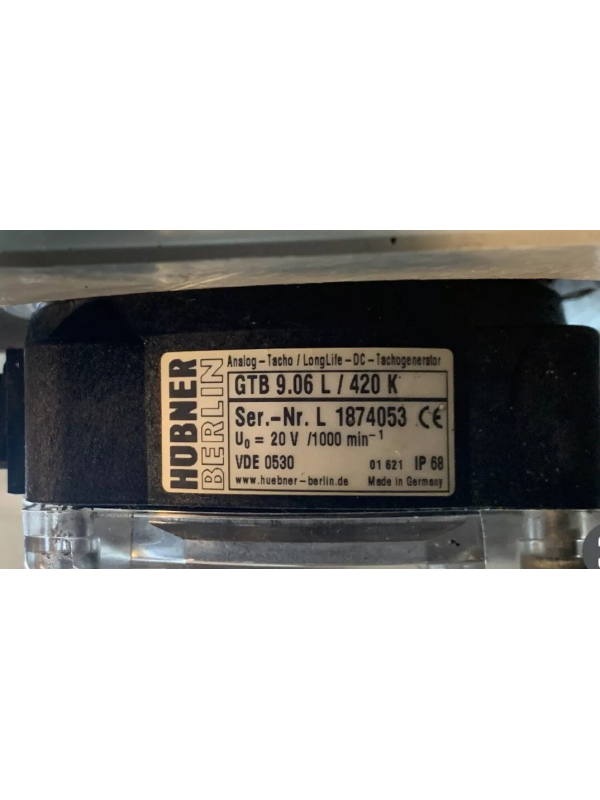 HÜBNER
BERLIN
Analog-Tacho / LongLife-DC-Tachogenerator
GTB 9.06 L / 420 K
Ser.-Nr. L 1874053 CE
U₀ = 20 V /1000 min⁻¹
VDE 0530 01 621 IP 68
www.huebner-berlin.de Made in Germany